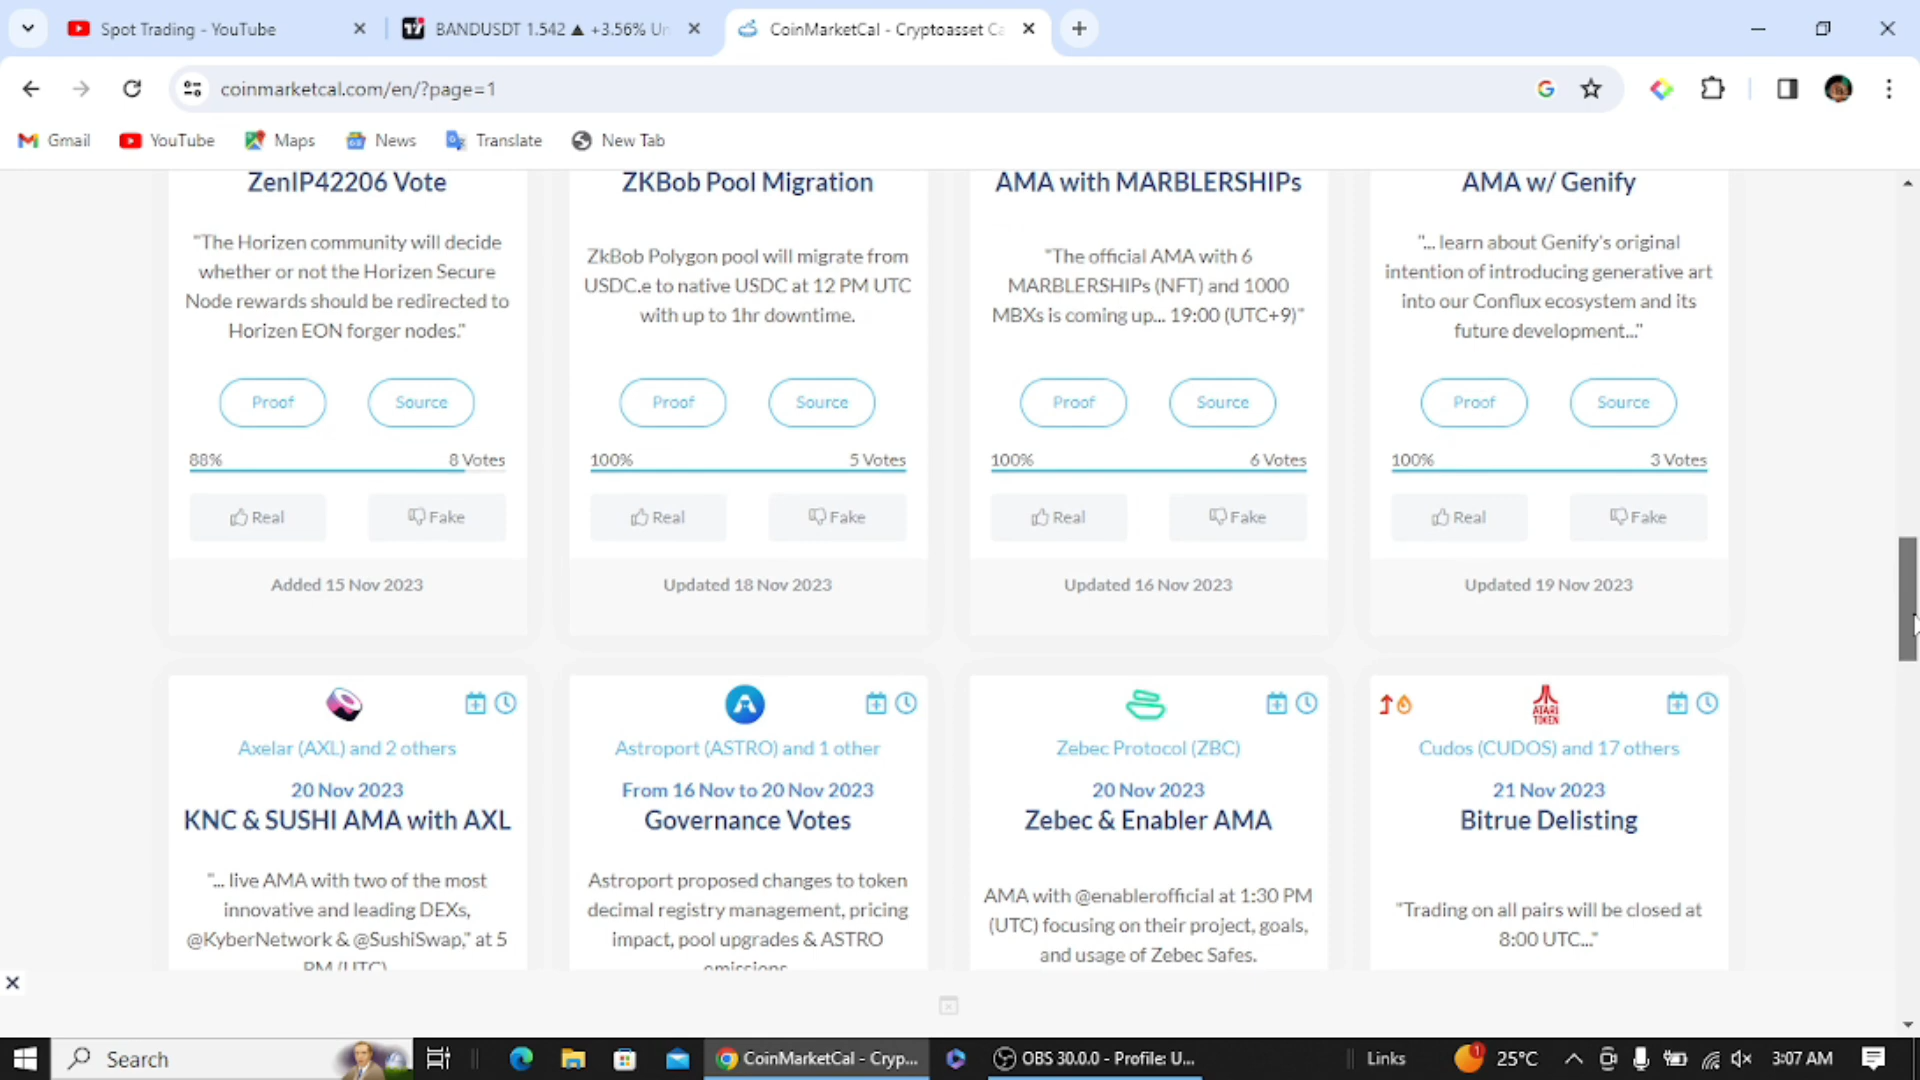 Spot Trading - YouTube
BANDUSDT 1.542 ▲ +3.56% Un
CoinMarketCal - Cryptoasset Ca
coinmarketcal.com/en/?page=1
Gmail
YouTube
Maps
News
Translate
New Tab
ZenIP42206 Vote
"The Horizen community will decide
whether or not the Horizen Secure
Node rewards should be redirected to
Horizen EON forger nodes."
Proof
Source
88%
8 Votes
Real
Fake
Added 15 Nov 2023
ZKBob Pool Migration
ZkBob Polygon pool will migrate from
USDC.e to native USDC at 12 PM UTC
with up to 1hr downtime.
Proof
Source
100%
5 Votes
Real
Fake
Updated 18 Nov 2023
AMA with MARBLERSHIPs
"The official AMA with 6
MARBLERSHIPs (NFT) and 1000
MBXs is coming up... 19:00 (UTC+9)"
Proof
Source
100%
6 Votes
Real
Fake
Updated 16 Nov 2023
AMA w/ Genify
"... learn about Genify's original
intention of introducing generative art
into our Conflux ecosystem and its
future development..."
Proof
Source
100%
3 Votes
Real
Fake
Updated 19 Nov 2023
Axelar (AXL) and 2 others
20 Nov 2023
KNC & SUSHI AMA with AXL
"... live AMA with two of the most
innovative and leading DEXs,
@KyberNetwork & @SushiSwap," at 5
PM (UTC)
Astroport (ASTRO) and 1 other
From 16 Nov to 20 Nov 2023
Governance Votes
Astroport proposed changes to token
decimal registry management, pricing
impact, pool upgrades & ASTRO
emissions
Zebec Protocol (ZBC)
20 Nov 2023
Zebec & Enabler AMA
AMA with @enablerofficial at 1:30 PM
(UTC) focusing on their project, goals,
and usage of Zebec Safes.
ATARI
TOKEN
Cudos (CUDOS) and 17 others
21 Nov 2023
Bitrue Delisting
"Trading on all pairs will be closed at
8:00 UTC..."
Search
CoinMarketCal - Cryp...
OBS 30.0.0 - Profile: U...
Links
1
25°C
3:07 AM